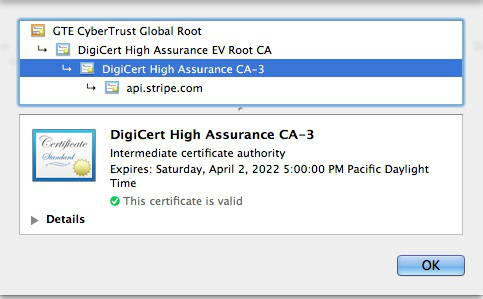 GTE CyberTrust Global Root
DigiCert High Assurance EV Root CA
DigiCert High Assurance CA-3
api.stripe.com
Certificate
Standard
DigiCert High Assurance CA-3
Intermediate certificate authority
Expires: Saturday, April 2, 2022 5:00:00 PM Pacific Daylight
Time
This certificate is valid
Details
OK